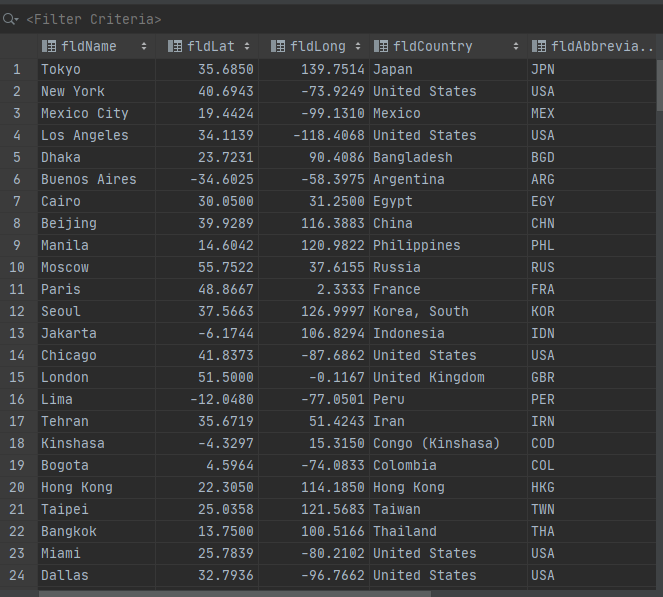 <Filter Criteria>
fldName fldLat fldLong fldCountry fldAbbrevia..
1 Tokyo 35.6850 139.7514 Japan JPN
2 New York 40.6943 -73.9249 United States USA
3 Mexico City 19.4424 -99.1310 Mexico MEX
4 Los Angeles 34.1139 -118.4068 United States USA
5 Dhaka 23.7231 90.4086 Bangladesh BGD
6 Buenos Aires -34.6025 -58.3975 Argentina ARG
7 Cairo 30.0500 31.2500 Egypt EGY
8 Beijing 39.9289 116.3883 China CHN
9 Manila 14.6042 120.9822 Philippines PHL
10 Moscow 55.7522 37.6155 Russia RUS
11 Paris 48.8667 2.3333 France FRA
12 Seoul 37.5663 126.9997 Korea, South KOR
13 Jakarta -6.1744 106.8294 Indonesia IDN
14 Chicago 41.8373 -87.6862 United States USA
15 London 51.5000 -0.1167 United Kingdom GBR
16 Lima -12.0480 -77.0501 Peru PER
17 Tehran 35.6719 51.4243 Iran IRN
18 Kinshasa -4.3297 15.3150 Congo (Kinshasa) COD
19 Bogota 4.5964 -74.0833 Colombia COL
20 Hong Kong 22.3050 114.1850 Hong Kong HKG
21 Taipei 25.0358 121.5683 Taiwan TWN
22 Bangkok 13.7500 100.5166 Thailand THA
23 Miami 25.7839 -80.2102 United States USA
24 Dallas 32.7936 -96.7662 United States USA